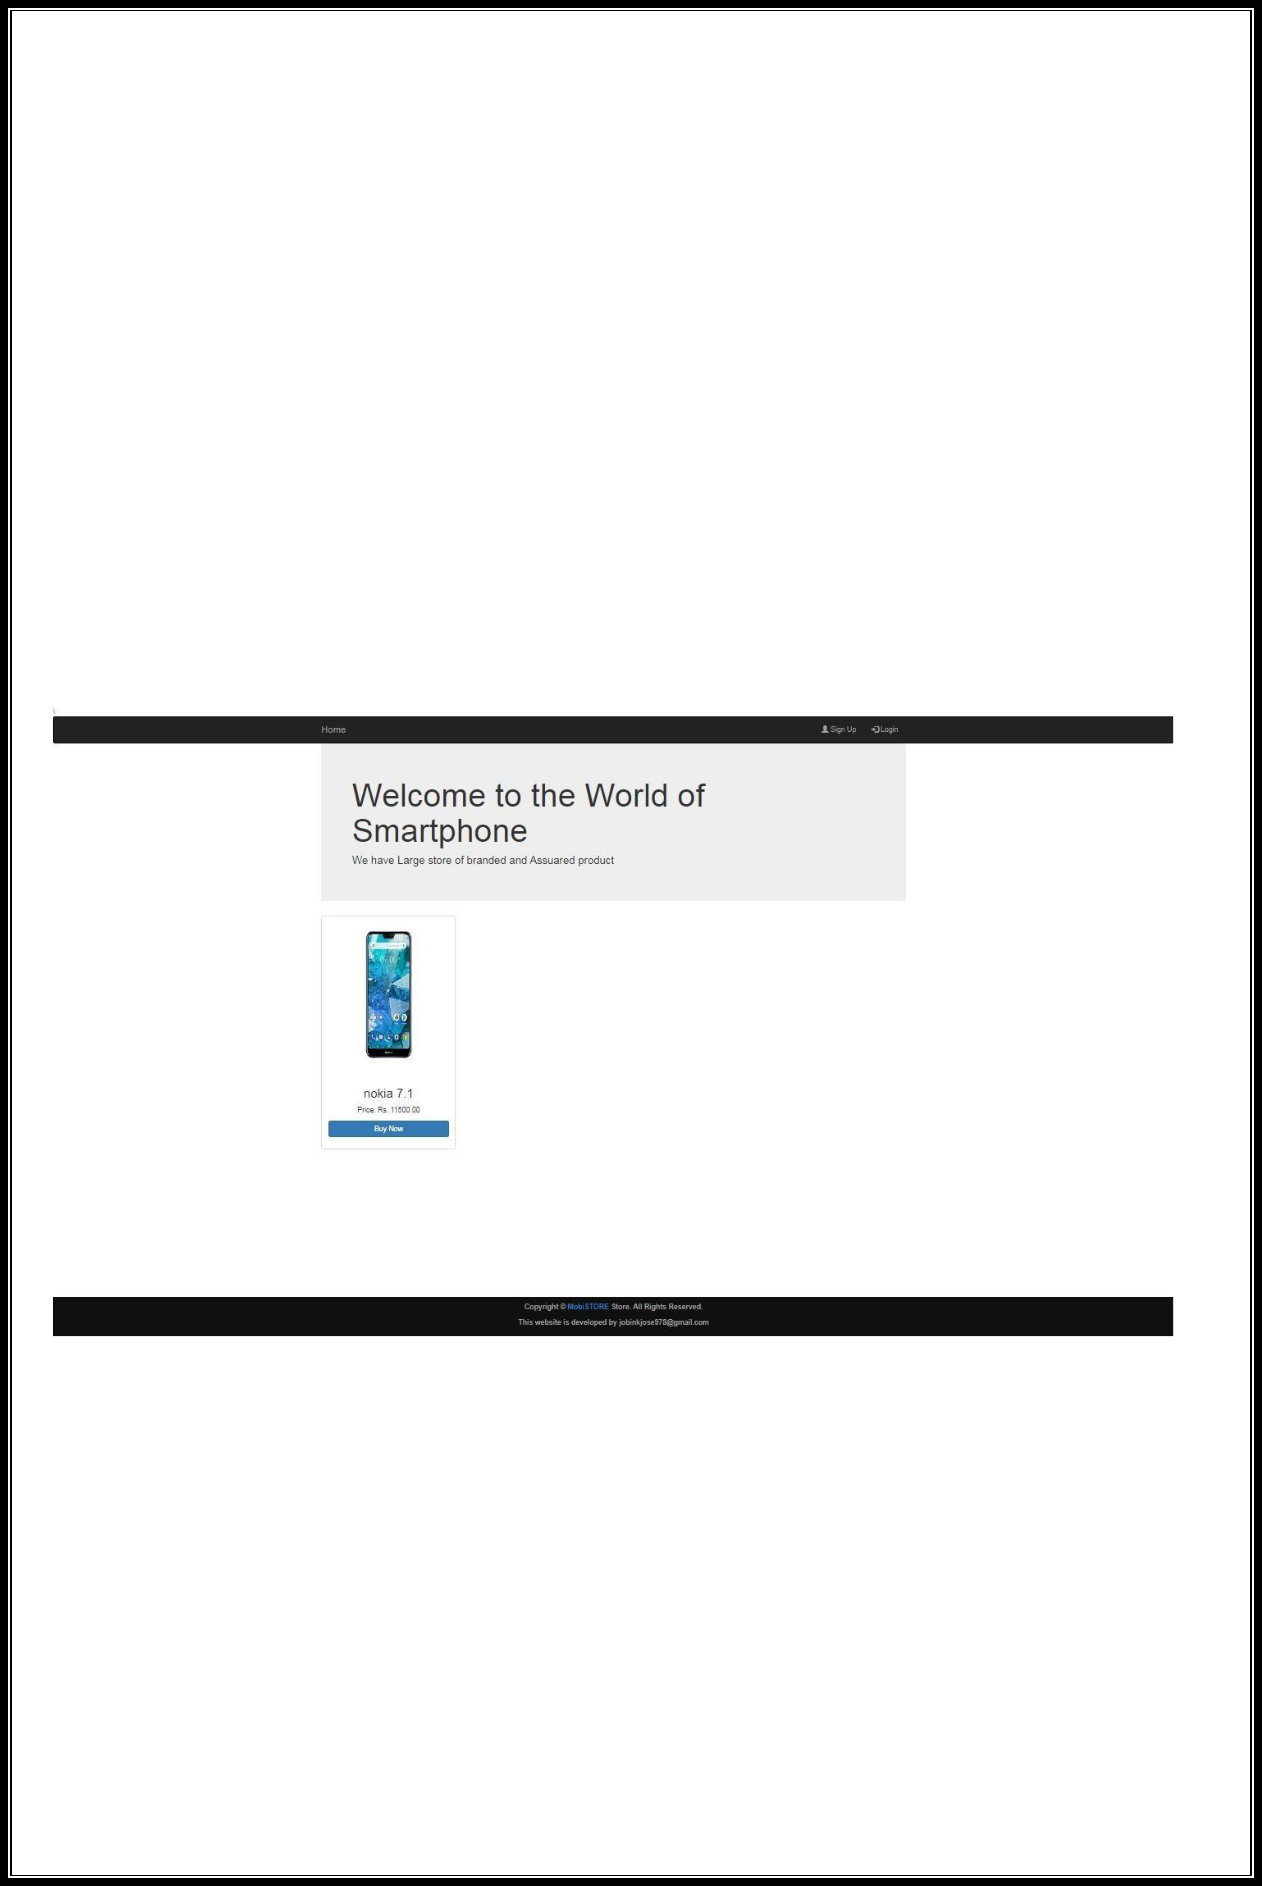 \
Home Sign Up Login
Welcome to the World of
Smartphone
We have Large store of branded and Assuared product
nokia 7.1
Price: Rs. 11500.00
Buy Now
Copyright © MobiSTORE Store. All Rights Reserved.
This website is developed by jobinkjose978@gmail.com